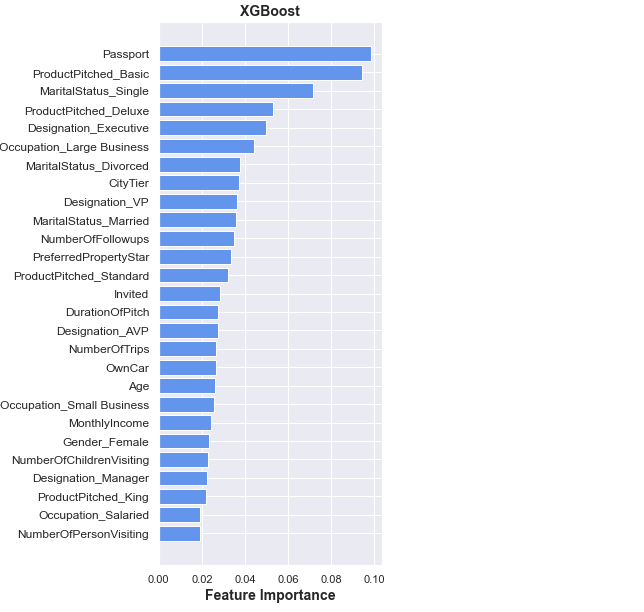 XGBoost
Passport
ProductPitched_Basic
MaritalStatus_Single
ProductPitched_Deluxe
Designation_Executive
Occupation_Large Business
MaritalStatus_Divorced
CityTier
Designation_VP
MaritalStatus_Married
NumberOfFollowups
PreferredPropertyStar
ProductPitched_Standard
Invited
DurationOfPitch
Designation_AVP
NumberOfTrips
OwnCar
Age
Occupation_Small Business
MonthlyIncome
Gender_Female
NumberOfChildrenVisiting
Designation_Manager
ProductPitched_King
Occupation_Salaried
NumberOfPersonVisiting
0.00 0.02 0.04 0.06 0.08 0.10
Feature Importance